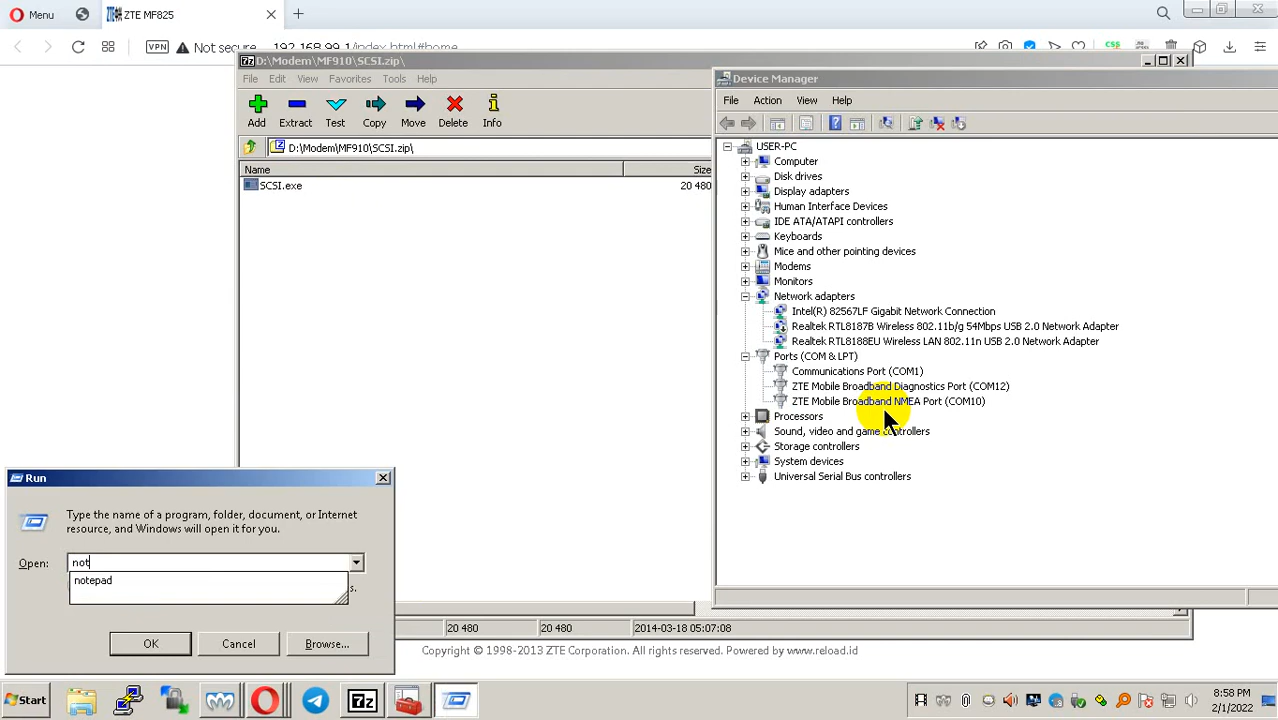 Menu
ZTE MF825
VPN
Not secure
192.168.99.1/index.html#home
CSS
D:\Modem\MF910\SCSI.zip\
File Edit View Favorites Tools Help
Add Extract Test Copy Move Delete Info
D:\Modem\MF910\SCSI.zip\
Name Size
SCSI.exe 20 480
20 480 20 480 2014-03-18 05:07:08
Device Manager
File Action View Help
USER-PC
Computer
Disk drives
Display adapters
Human Interface Devices
IDE ATA/ATAPI controllers
Keyboards
Mice and other pointing devices
Modems
Monitors
Network adapters
Intel(R) 82567LF Gigabit Network Connection
Realtek RTL8187B Wireless 802.11b/g 54Mbps USB 2.0 Network Adapter
Realtek RTL8188EU Wireless LAN 802.11n USB 2.0 Network Adapter
Ports (COM & LPT)
Communications Port (COM1)
ZTE Mobile Broadband Diagnostics Port (COM12)
ZTE Mobile Broadband NMEA Port (COM10)
Processors
Sound, video and game controllers
Storage controllers
System devices
Universal Serial Bus controllers
Run
Type the name of a program, folder, document, or Internet
resource, and Windows will open it for you.
Open: not
notepad
s.
OK Cancel Browse...
Copyright © 1998-2013 ZTE Corporation. All rights reserved. Powered by www.reload.id
Start
7z
8:58 PM
2/1/2022